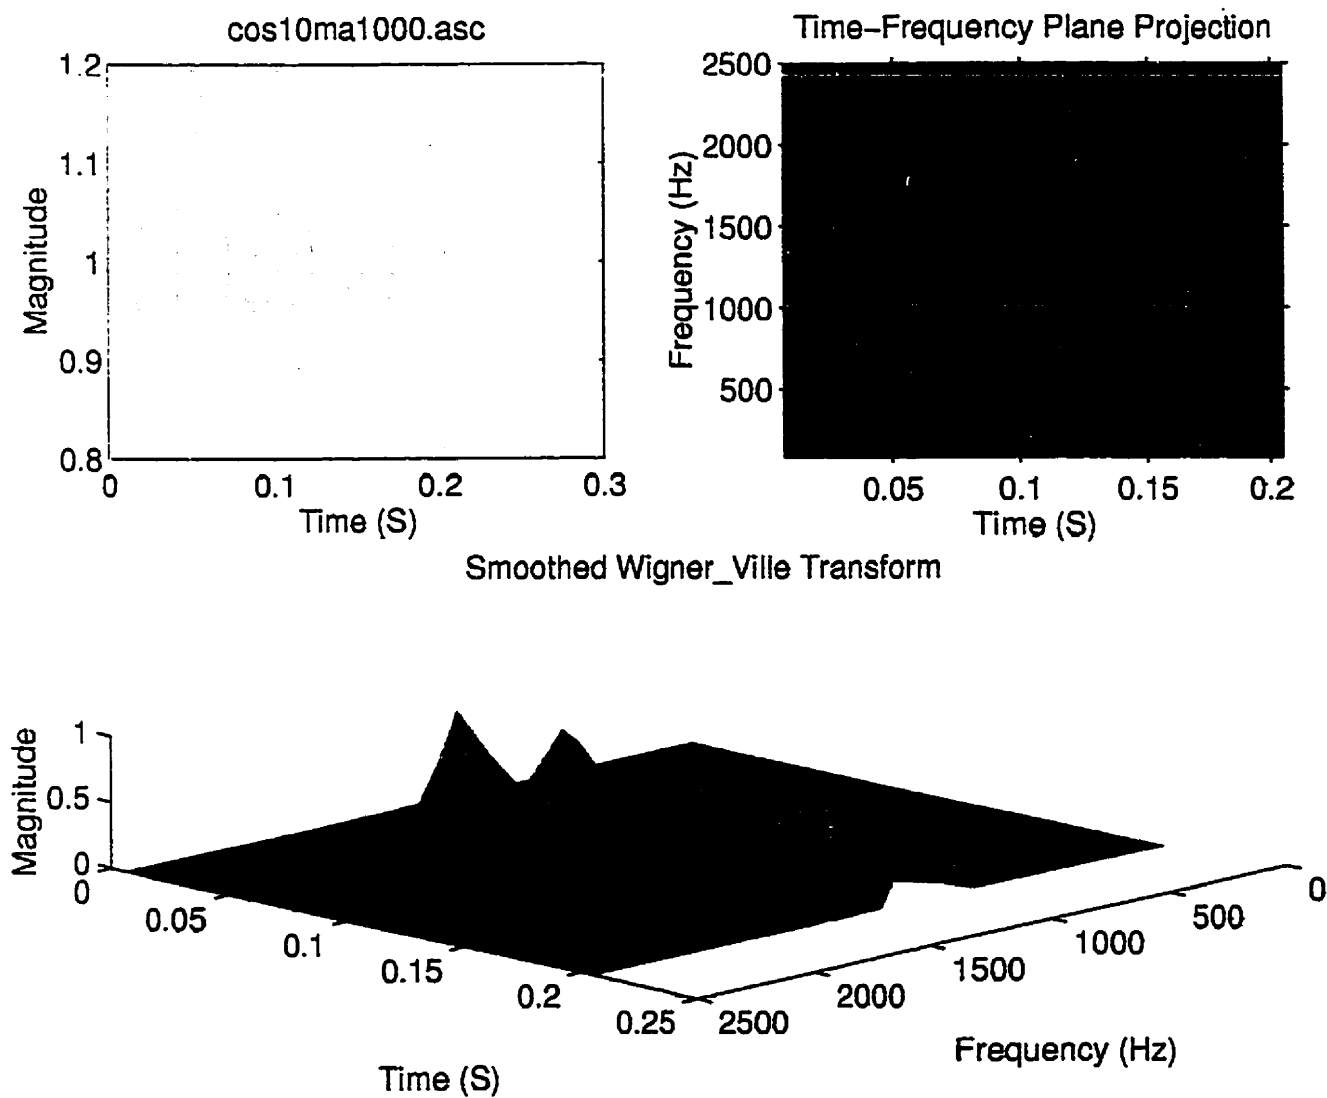 cos10ma1000.asc
1.2
1.1
1
0.9
0.8
Magnitude
0 0.1 0.2 0.3
Time (S)
Time-Frequency Plane Projection
2500
2000
1500
1000
500
Frequency (Hz)
0.05 0.1 0.15 0.2
Time (S)
Smoothed Wigner_Ville Transform
1
0.5
0
Magnitude
0
0.05
0.1
0.15
0.2
0.25
Time (S)
2500
2000
1500
1000
500
0
Frequency (Hz)